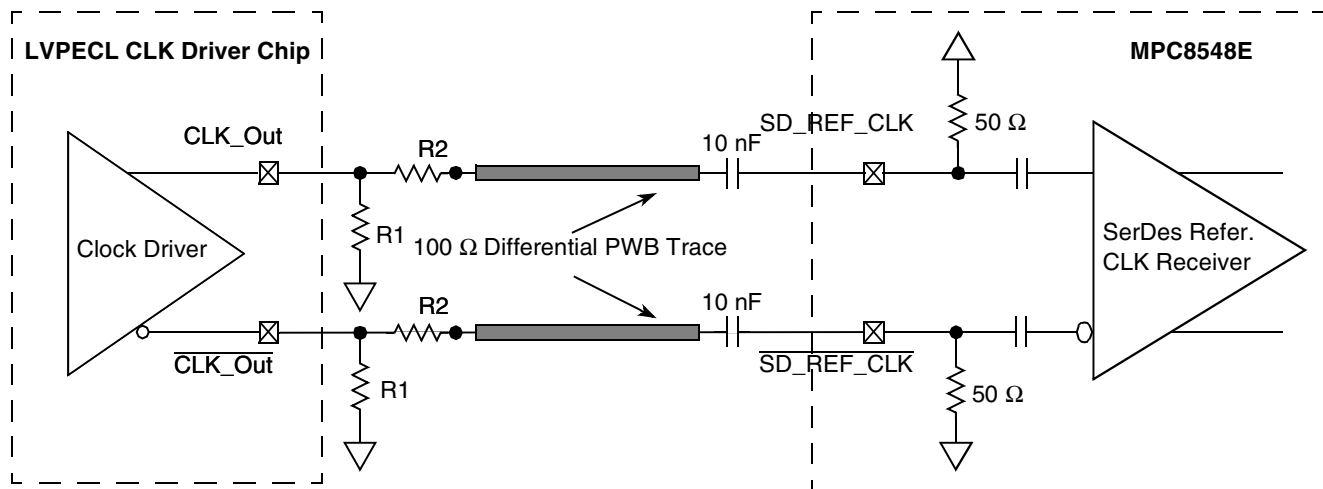 LVPECL CLK Driver Chip
MPC8548E
CLK_Out
R2
10 nF
SD_REF_CLK
50 Ω
Clock Driver
R1
100 Ω Differential PWB Trace
SerDes Refer.
CLK Receiver
R2
10 nF
CLK_Out
SD_REF_CLK
R1
50 Ω